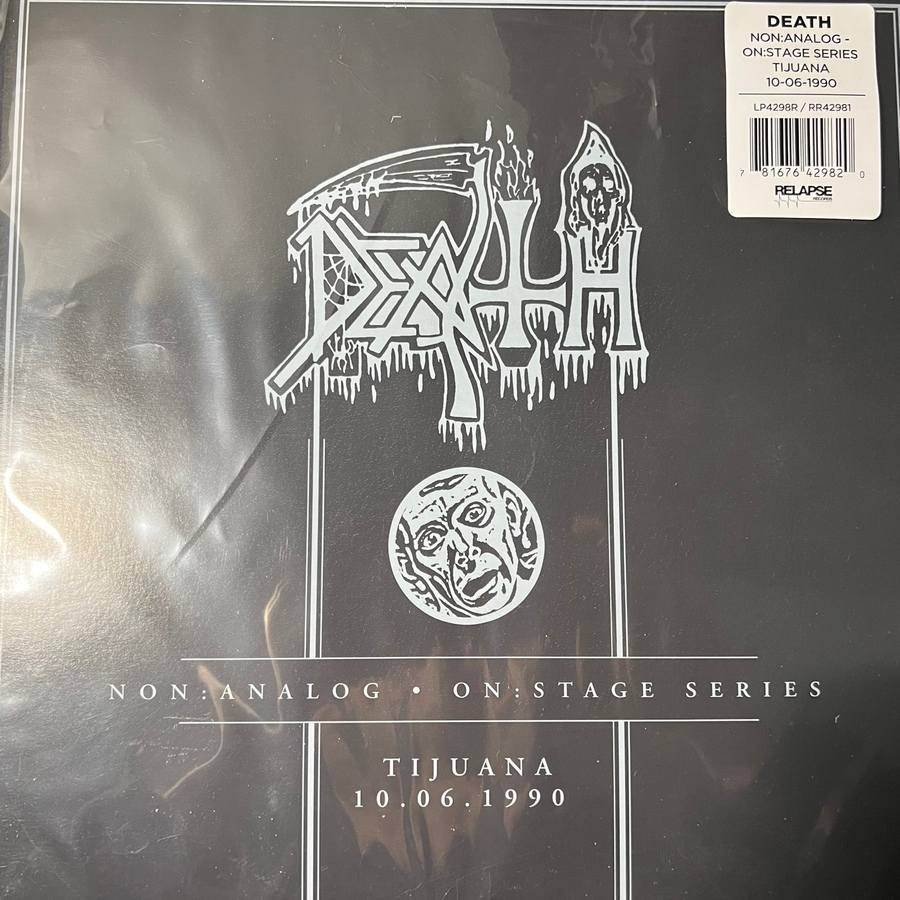 DEATH
NON:ANALOG -
ON:STAGE SERIES
TIJUANA
10-06-1990
LP4298R / RR42981
7 81676 42982 0
RELAPSE
RECORDS
DEATH
NON:ANALOG • ON:STAGE SERIES
TIJUANA
10.06.1990